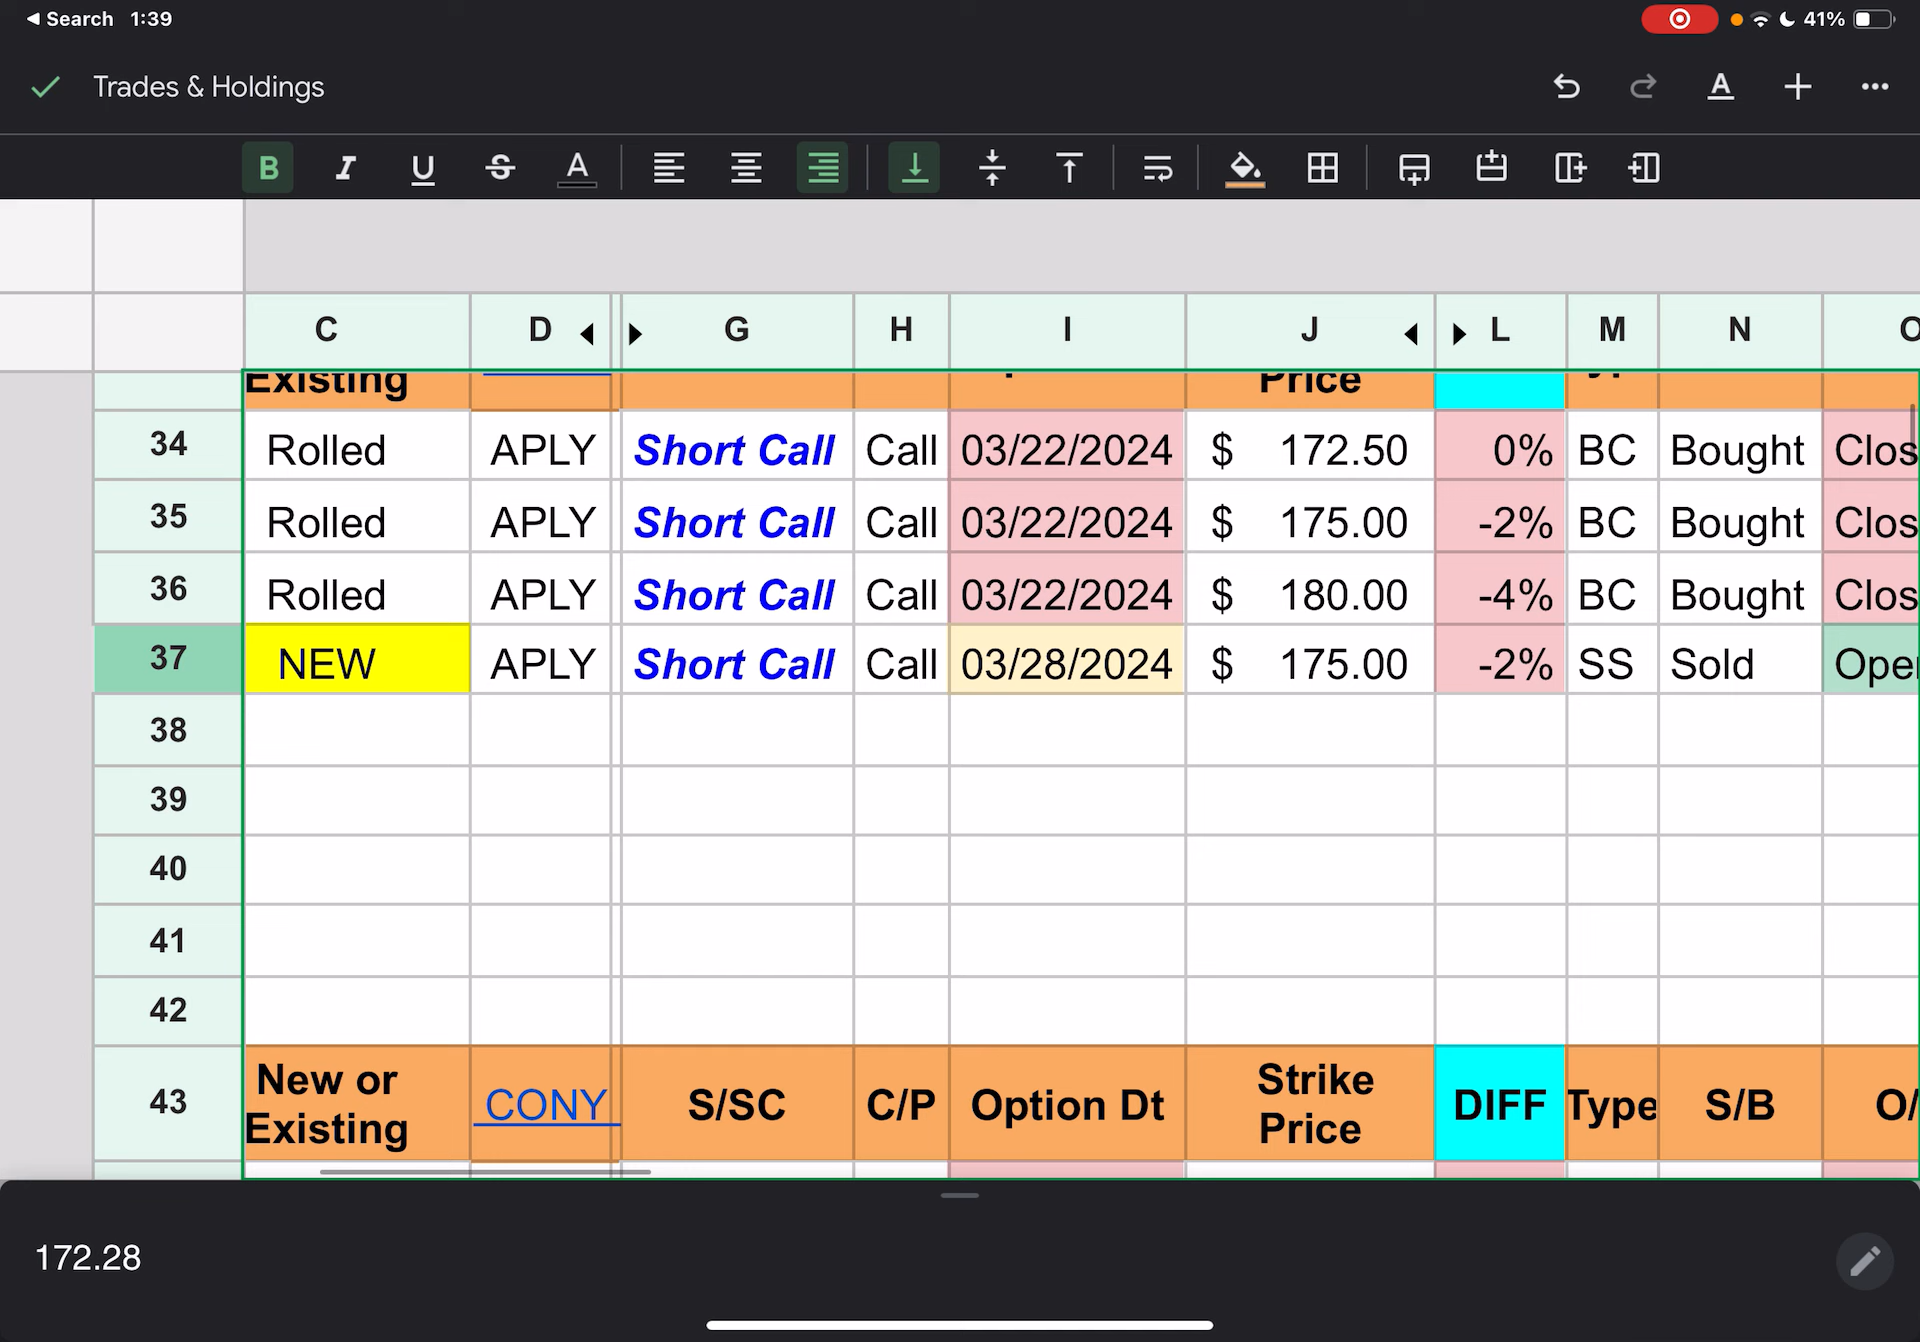 Search 1:39 41%
Trades & Holdings
B I U S A A
C D G H I J L M N O
Existing Price
34 Rolled APLY Short Call Call 03/22/2024 $ 172.50 0% BC Bought Clos
35 Rolled APLY Short Call Call 03/22/2024 $ 175.00 -2% BC Bought Clos
36 Rolled APLY Short Call Call 03/22/2024 $ 180.00 -4% BC Bought Clos
37 NEW APLY Short Call Call 03/28/2024 $ 175.00 -2% SS Sold Oper
38
39
40
41
42
43 New or Existing CONY S/SC C/P Option Dt Strike Price DIFF Type S/B O/
172.28